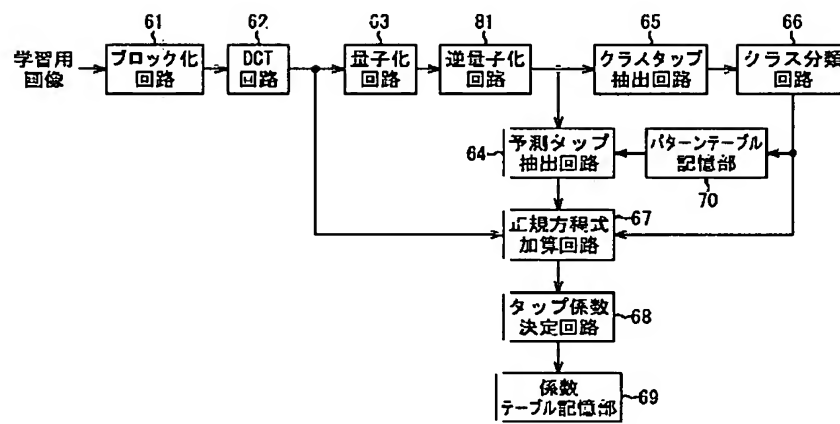 61
62
63
81
65
66
学習用
画像
ブロック化
回路
DCT
回路
量子化
回路
逆量子化
回路
クラスタップ
抽出回路
クラス分類
回路
64
予測タップ
抽出回路
パターンテーブル
記憶部
70
67
正規方程式
加算回路
タップ係数
決定回路
68
係数
テーブル記憶部
69